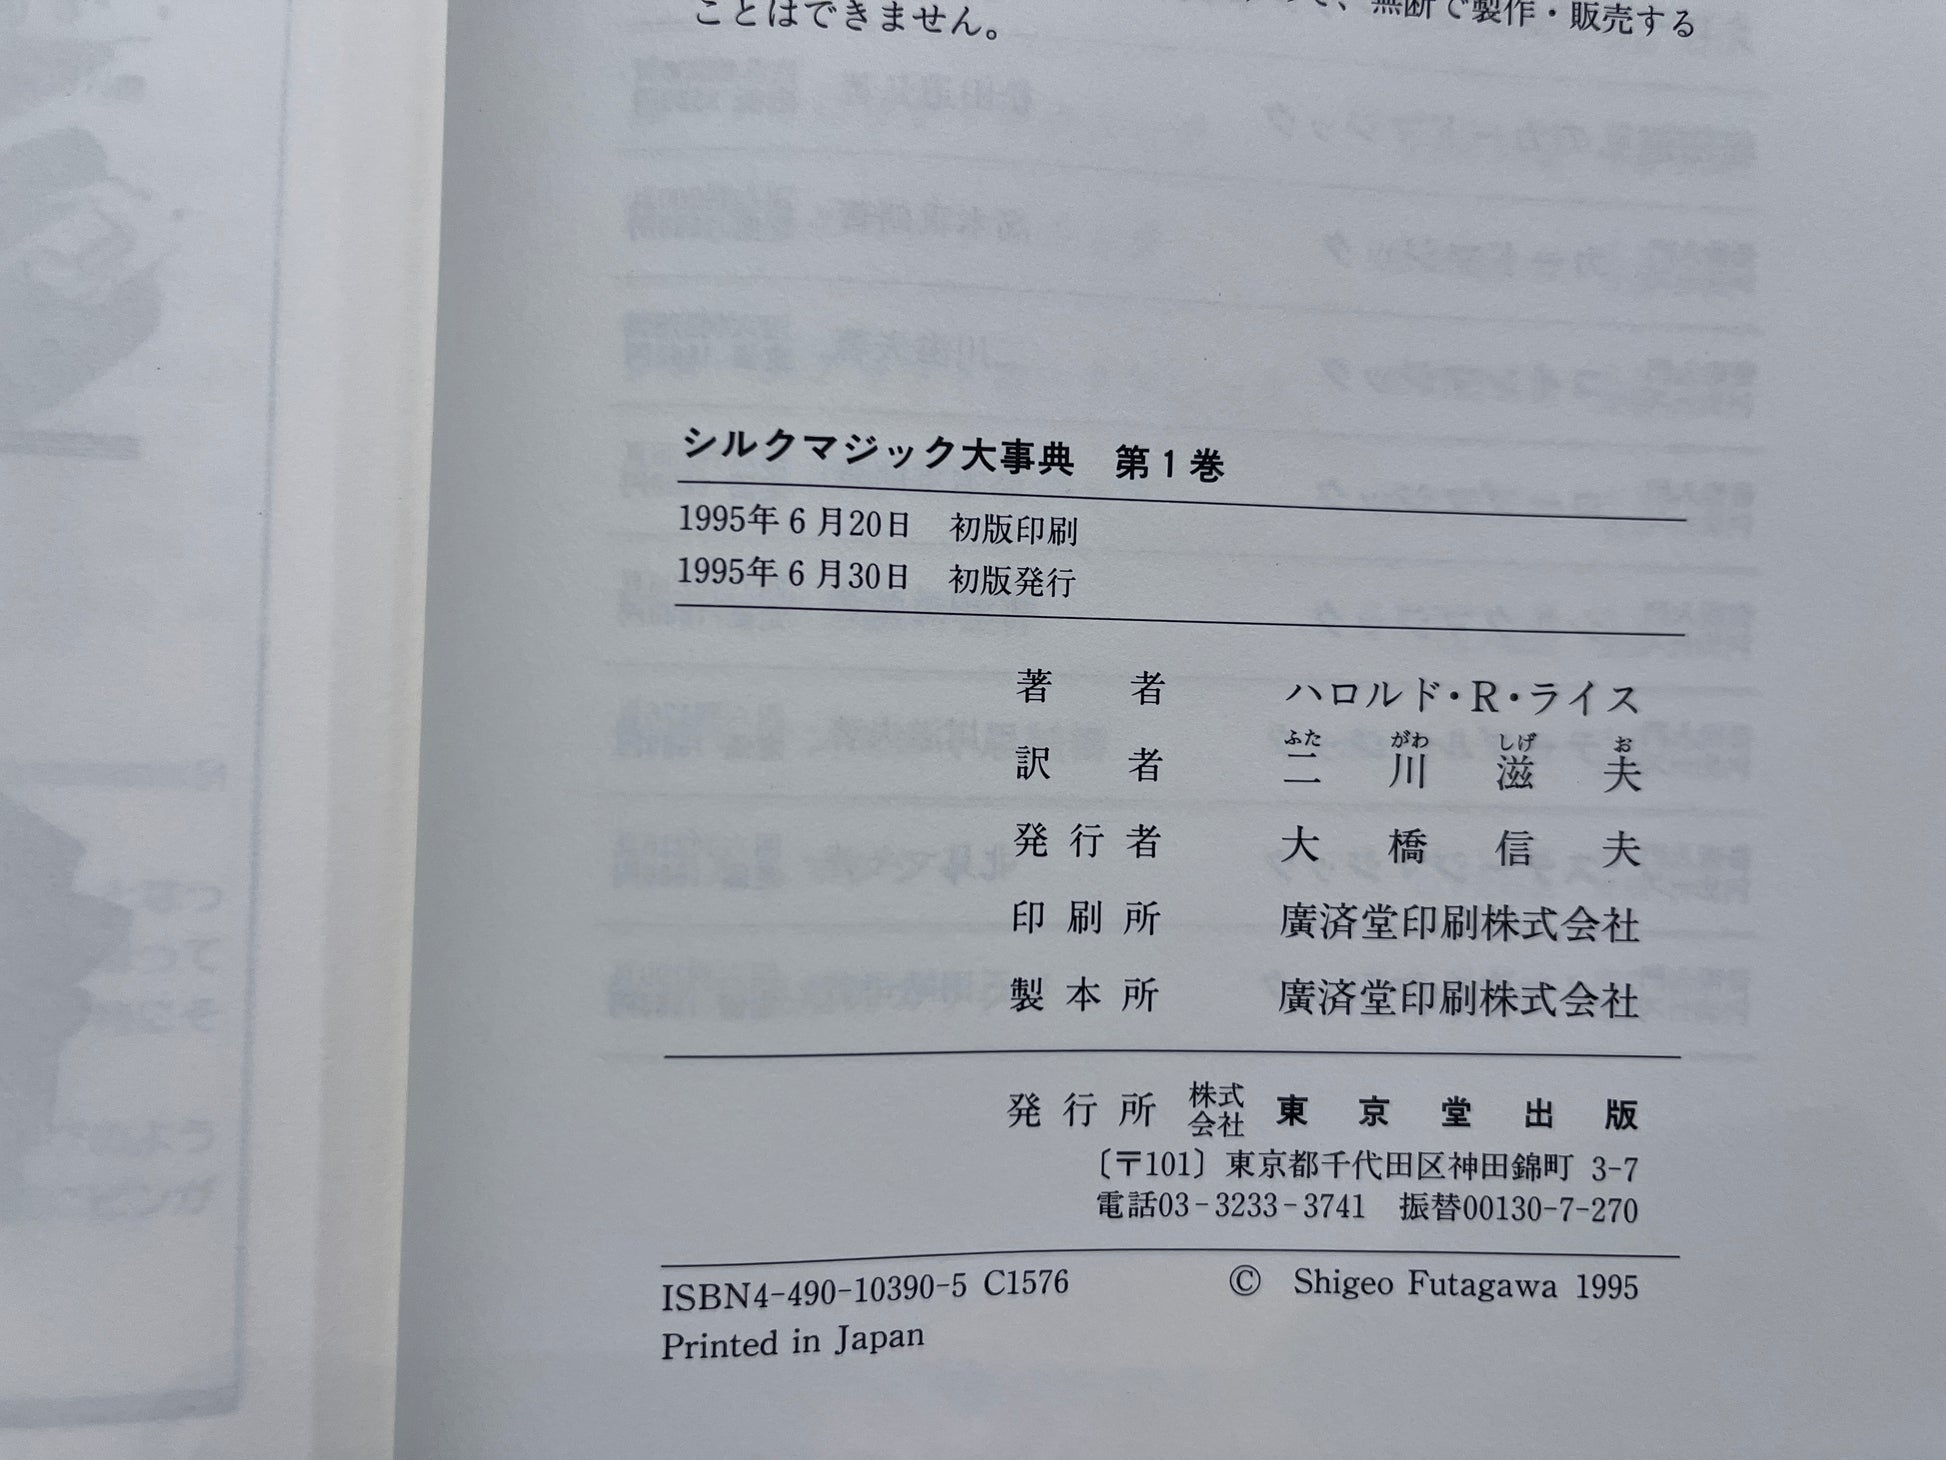 、無断で製作・販売する
ことはできません。
シルクマジック大事典 第1巻
1995年6月20日 初版印刷
1995年6月30日 初版発行
著者 ハロルド・R・ライス
ふた がわ しげ お
訳者 二川滋夫
発行者 大橋信夫
印刷所 廣済堂印刷株式会社
製本所 廣済堂印刷株式会社
発行所 株式会社 東京堂出版
〔〒101〕東京都千代田区神田錦町 3-7
電話03-3233-3741 振替00130-7-270
ISBN4-490-10390-5 C1576 © Shigeo Futagawa 1995
Printed in Japan